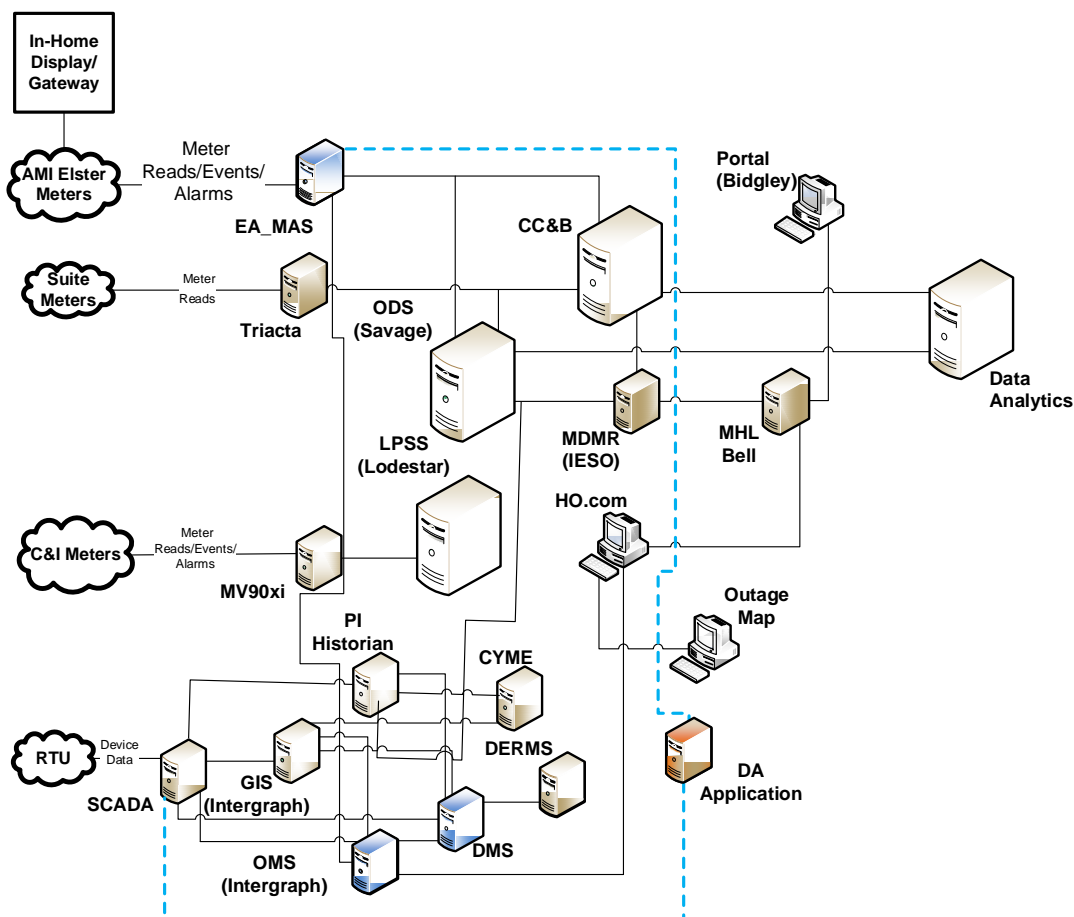 In-Home
Display/
Gateway
AMI Elster
Meters
Meter
Reads/Events/
Alarms
EA_MAS
Portal
(Bidgley)
CC&B
Suite
Meters
Meter
Reads
Triacta
ODS
(Savage)
Data
Analytics
LPSS
(Lodestar)
MDMR
(IESO)
MHL
Bell
HO.com
C&I Meters
Meter
Reads/Events/
Alarms
MV90xi
Outage
Map
PI
Historian
CYME
RTU
Device
Data
SCADA
GIS
(Intergraph)
DERMS
DA
Application
OMS
(Intergraph)
DMS